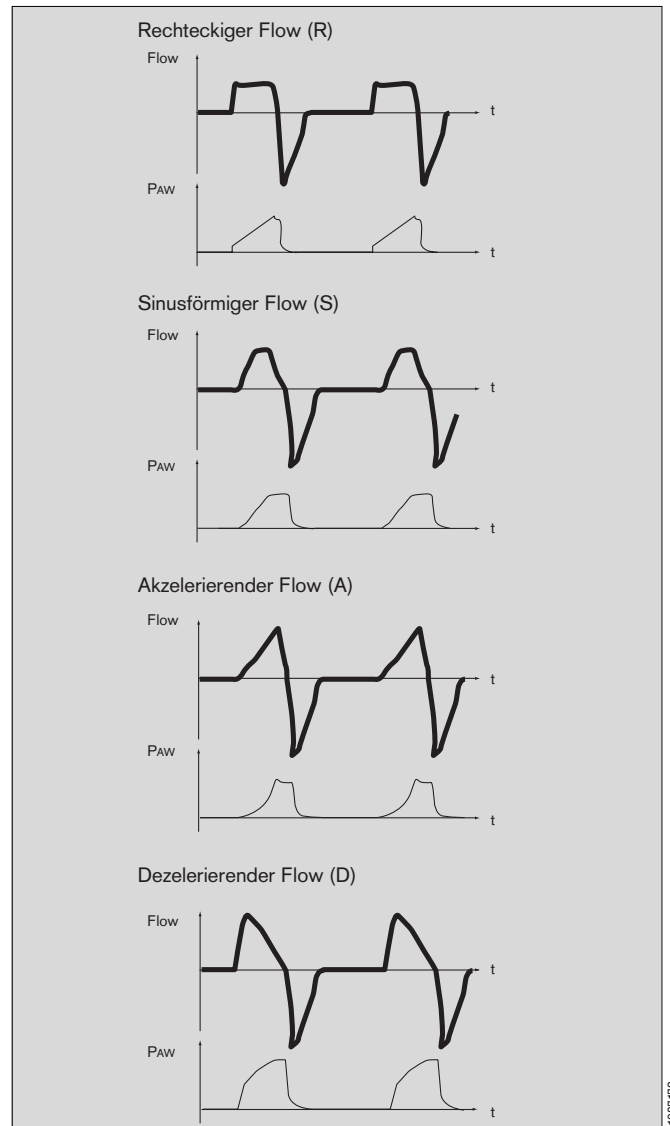 Rechteckiger Flow (R)
Flow
t
PAW
t
Sinusförmiger Flow (S)
Flow
t
PAW
t
Akzelerierender Flow (A)
Flow
t
PAW
t
Dezelerierender Flow (D)
Flow
t
PAW
t